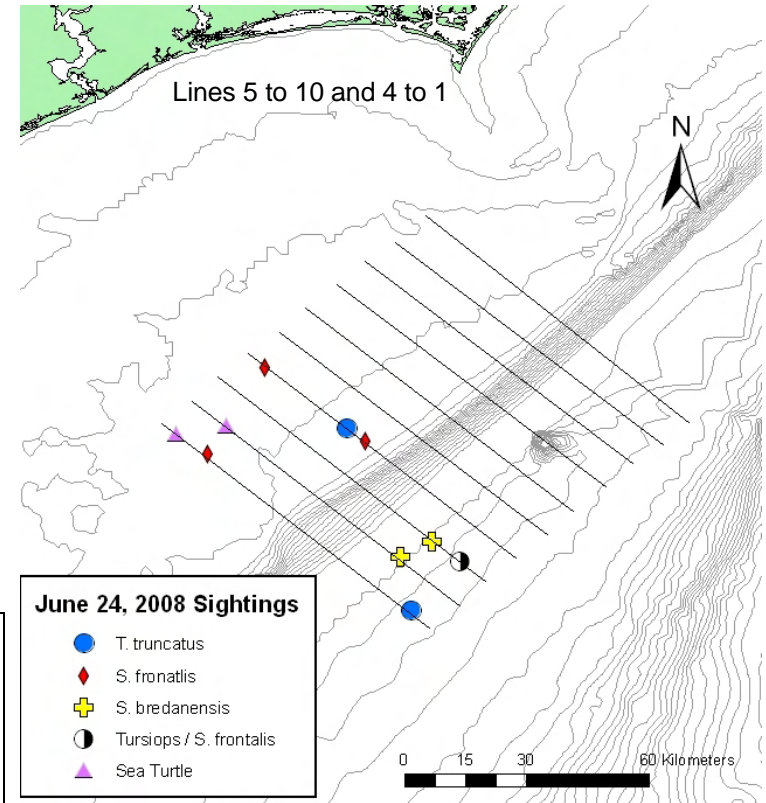 Lines 5 to 10 and 4 to 1
N
June 24, 2008 Sightings
T. truncatus
S. fronatlis
S. bredanensis
Tursiops / S. frontalis
Sea Turtle
0 15 30 60 Kilometers